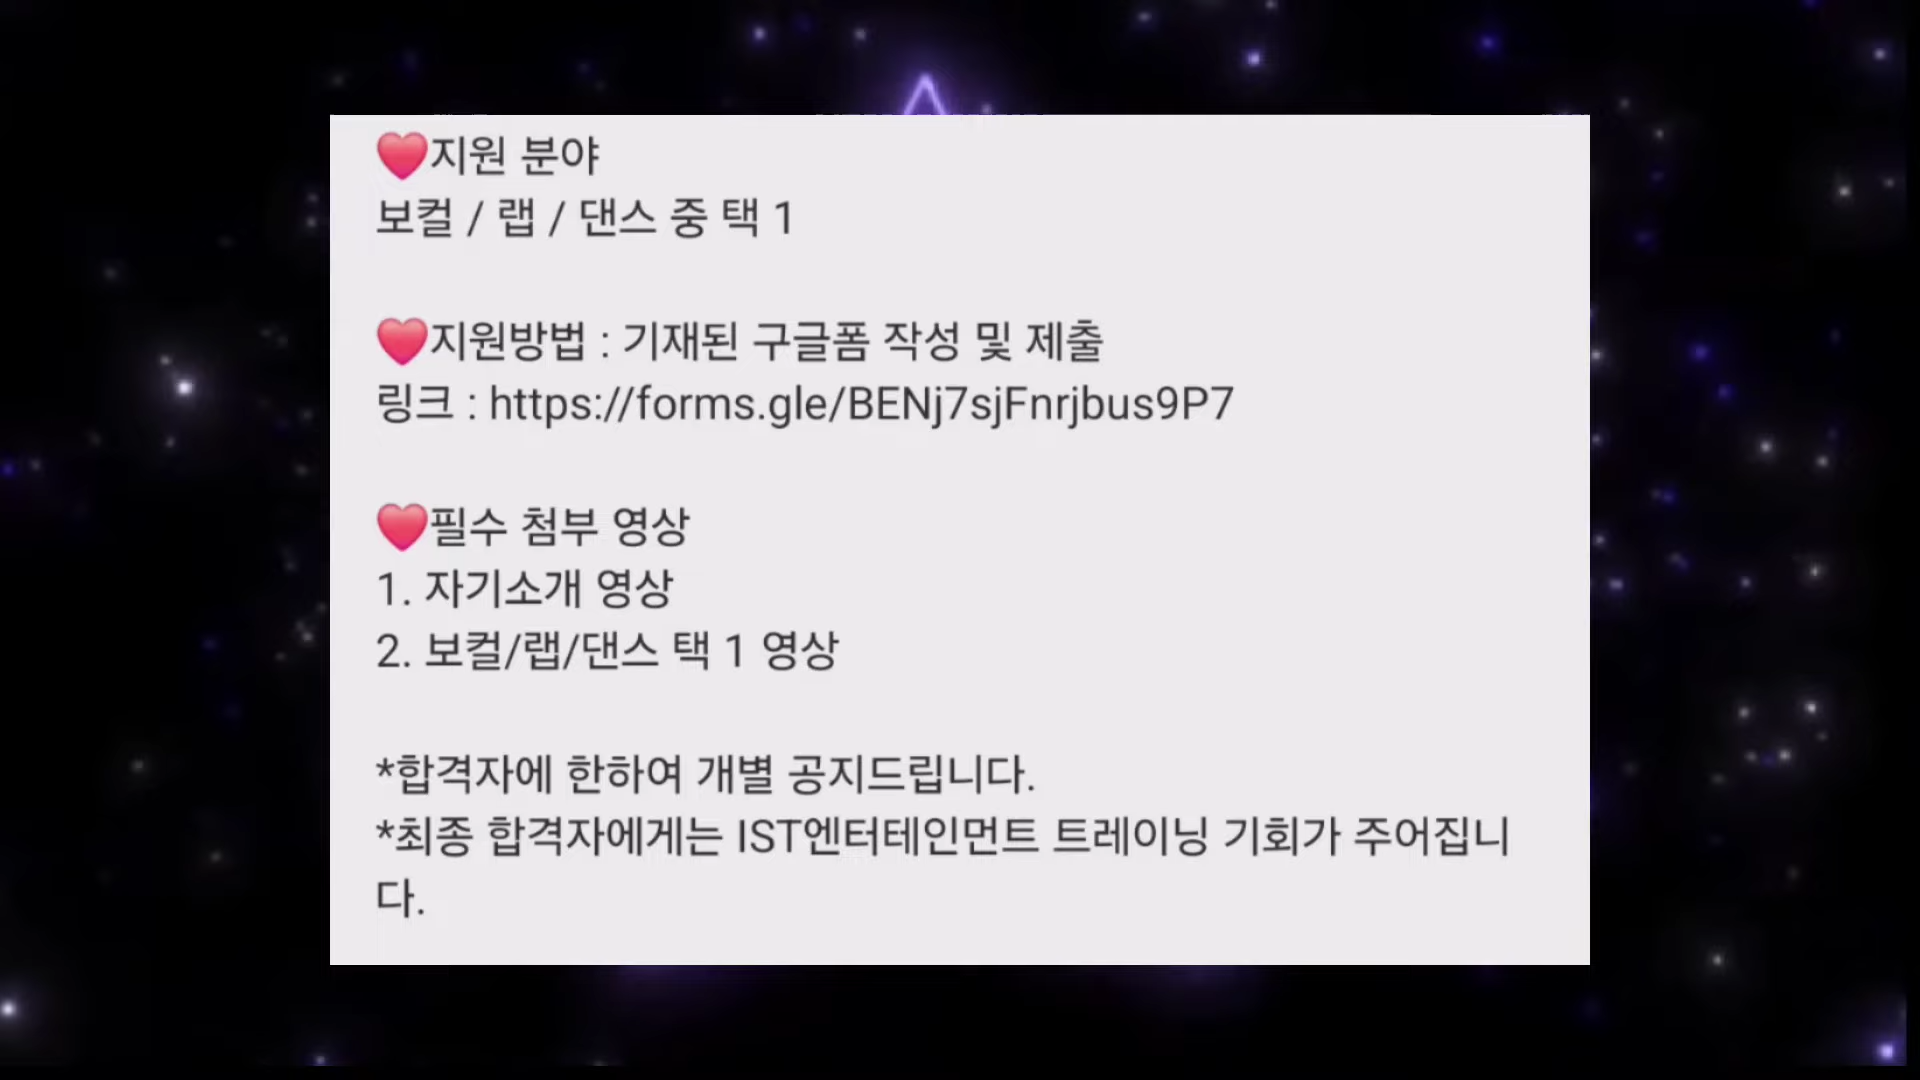 ❤️지원 분야
보컬 / 랩 / 댄스 중 택 1
❤️지원방법 : 기재된 구글폼 작성 및 제출
링크 : https://forms.gle/BENj7sjFnrjbus9P7
❤️필수 첨부 영상
1. 자기소개 영상
2. 보컬/랩/댄스 택 1 영상
*합격자에 한하여 개별 공지드립니다.
*최종 합격자에게는 IST엔터테인먼트 트레이닝 기회가 주어집니
다.